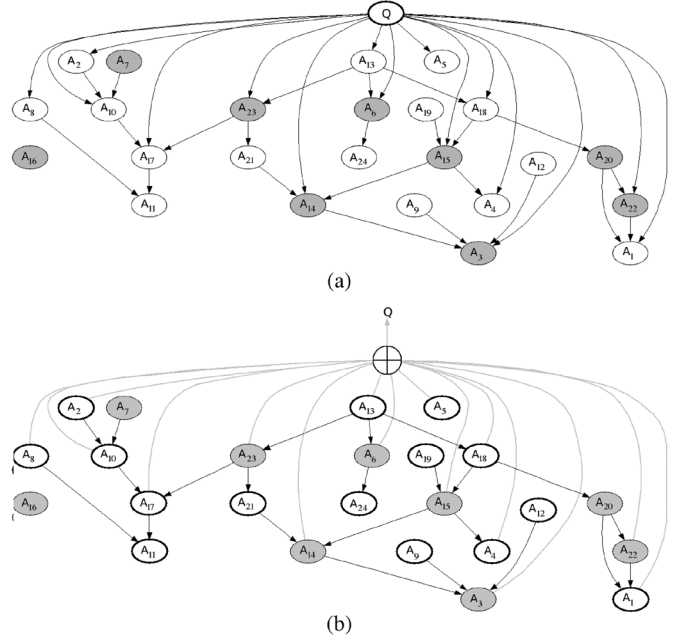 Q
A2 A7 A13 A5
A8 A10 A23 A6 A19 A18
A16 A17 A21 A24 A15 A12 A20
A11 A14 A9 A4 A22
A3 A1
(a)
Q
A2 A7 A13 A5
A8 A10 A23 A6 A19 A18
A16 A17 A21 A24 A15 A12 A20
A11 A14 A9 A4 A22
A3 A1
(b)